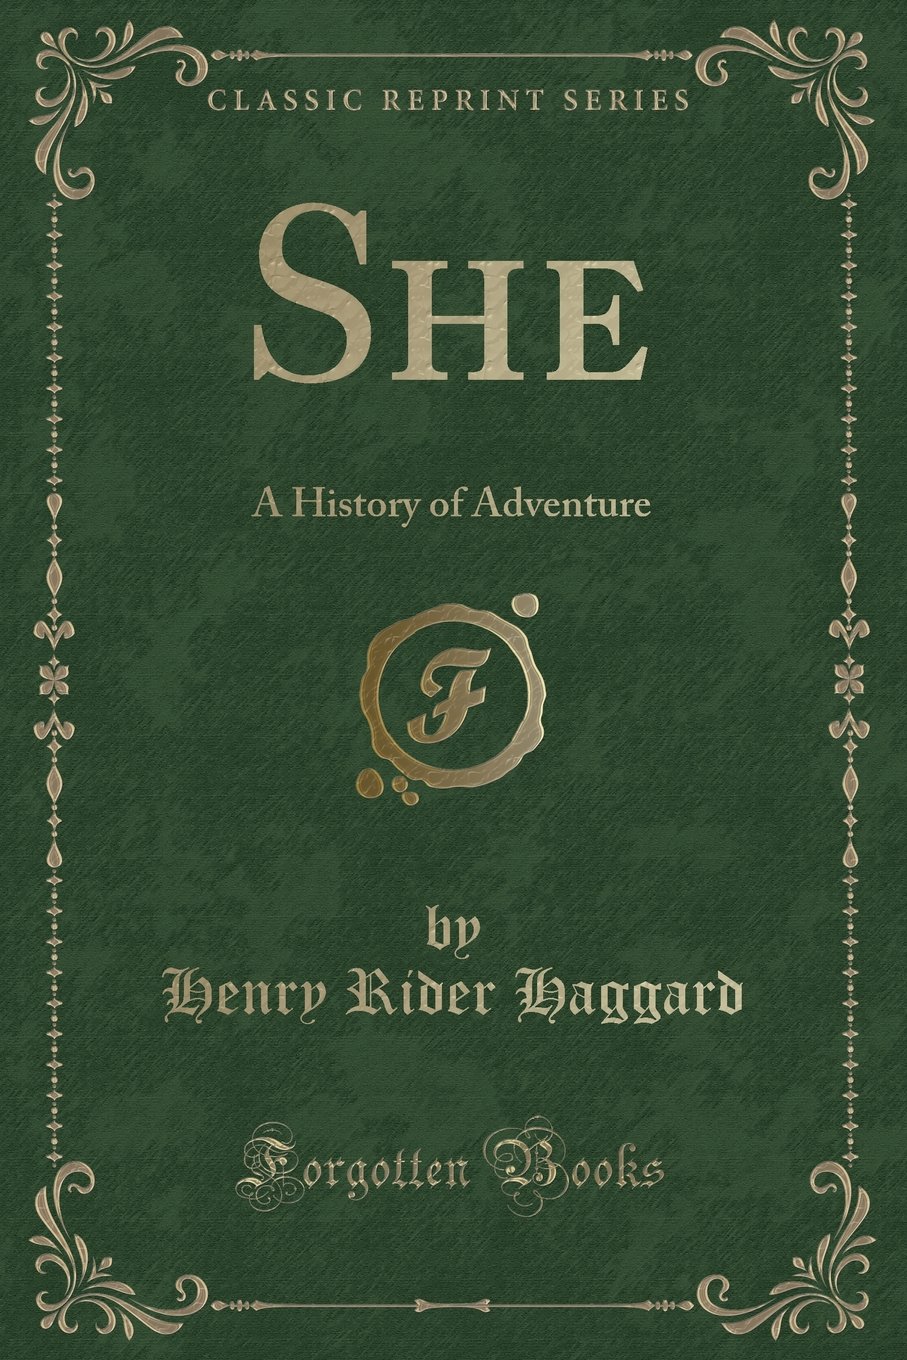 CLASSIC REPRINT SERIES
SHE
A History of Adventure
F
by
Henry Rider Haggard
Forgotten Books